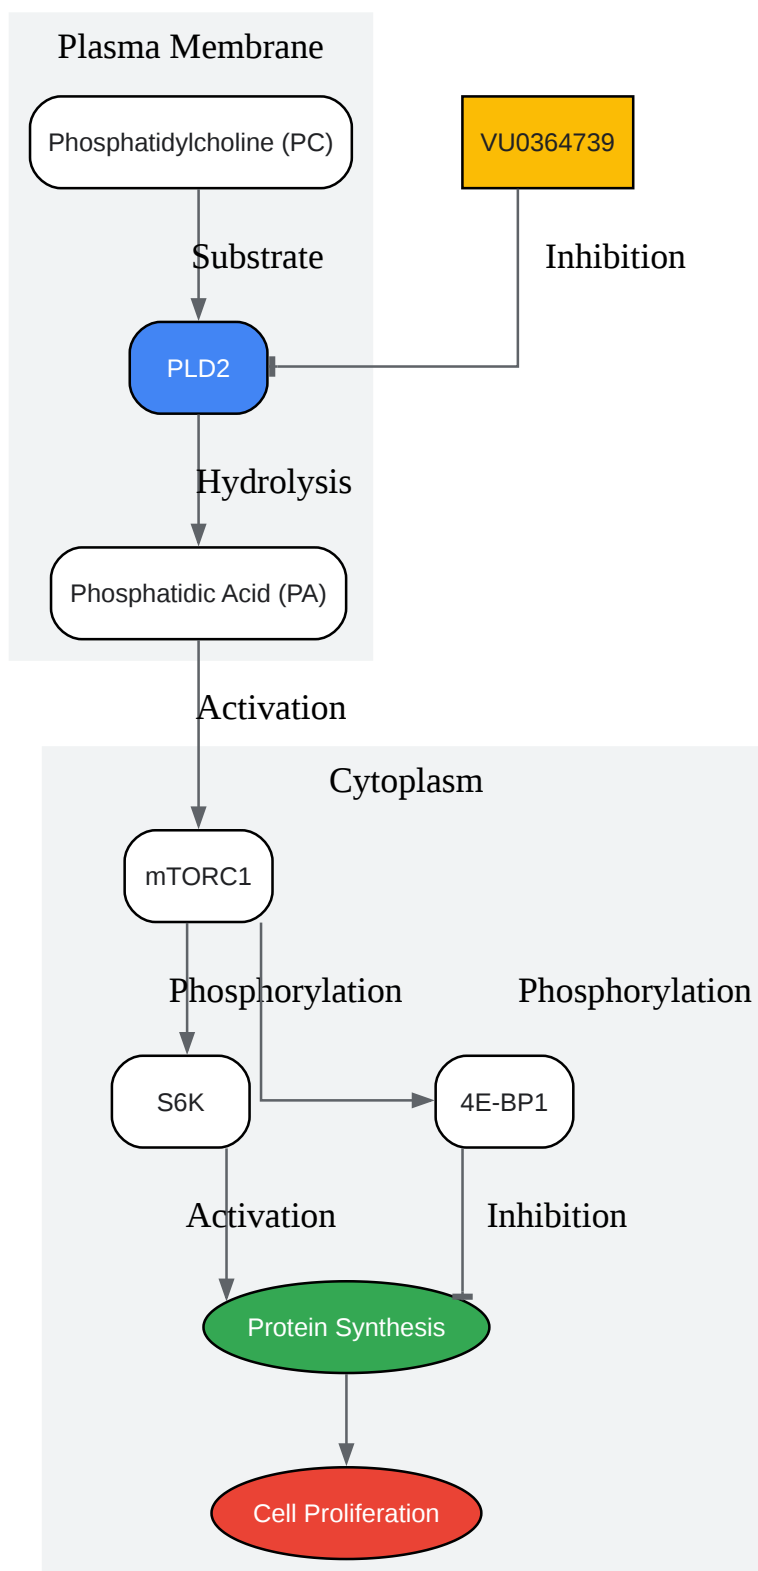 Plasma Membrane
Phosphatidylcholine (PC)
VU0364739
Substrate
Inhibition
PLD2
Hydrolysis
Phosphatidic Acid (PA)
Activation
Cytoplasm
mTORC1
Phosphorylation
Phosphorylation
S6K
4E-BP1
Activation
Inhibition
Protein Synthesis
Cell Proliferation